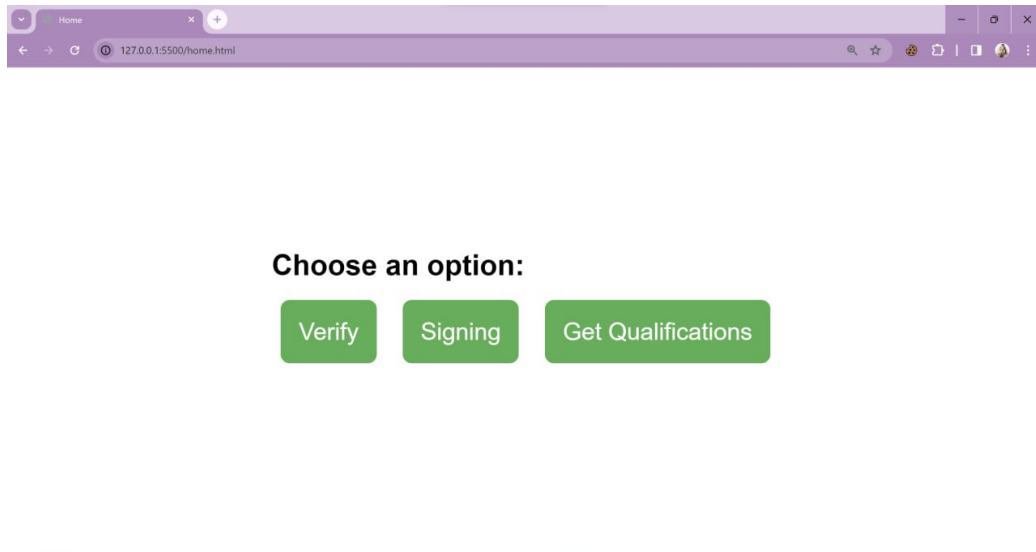 Home
127.0.0.1:5500/home.html
Choose an option:
Verify Signing Get Qualifications